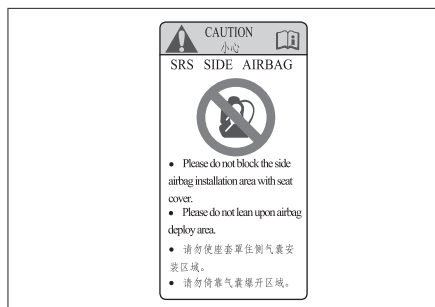 CAUTION
小心
SRS SIDE AIRBAG
● Please do not block the side
airbag installation area with seat
cover.
● Please do not lean upon airbag
deploy area.
● 请勿使座套罩住侧气囊安
装区域。
● 请勿倚靠气囊爆开区域。